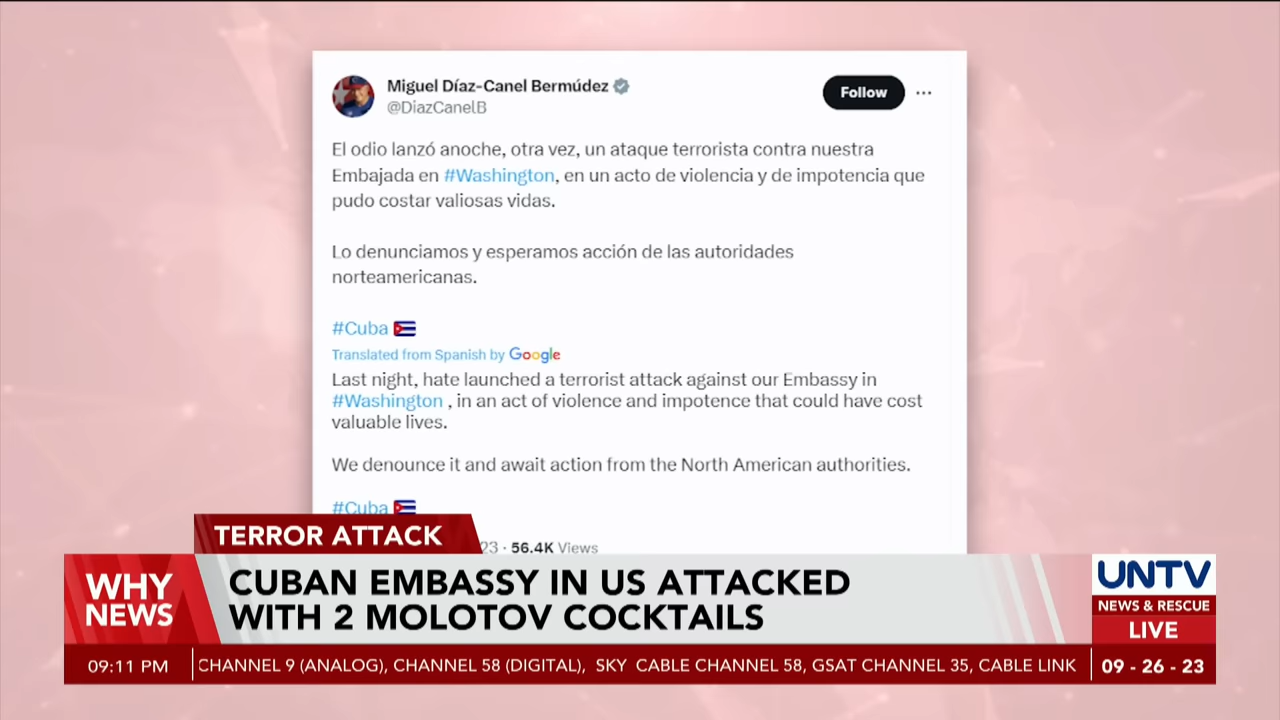 Miguel Díaz-Canel Bermúdez
Follow
@DiazCanelB
El odio lanzó anoche, otra vez, un ataque terrorista contra nuestra
Embajada en #Washington, en un acto de violencia y de impotencia que
pudo costar valiosas vidas.
Lo denunciamos y esperamos acción de las autoridades
norteamericanas.
#Cuba
Translated from Spanish by Google
Last night, hate launched a terrorist attack against our Embassy in
#Washington , in an act of violence and impotence that could have cost
valuable lives.
We denounce it and await action from the North American authorities.
#Cuba
23 · 56.4K Views
TERROR ATTACK
WHY
NEWS
CUBAN EMBASSY IN US ATTACKED
WITH 2 MOLOTOV COCKTAILS
UNTV
NEWS & RESCUE
LIVE
09:11 PM
CHANNEL 9 (ANALOG), CHANNEL 58 (DIGITAL), SKY CABLE CHANNEL 58, GSAT CHANNEL 35, CABLE LINK
09 - 26 - 23